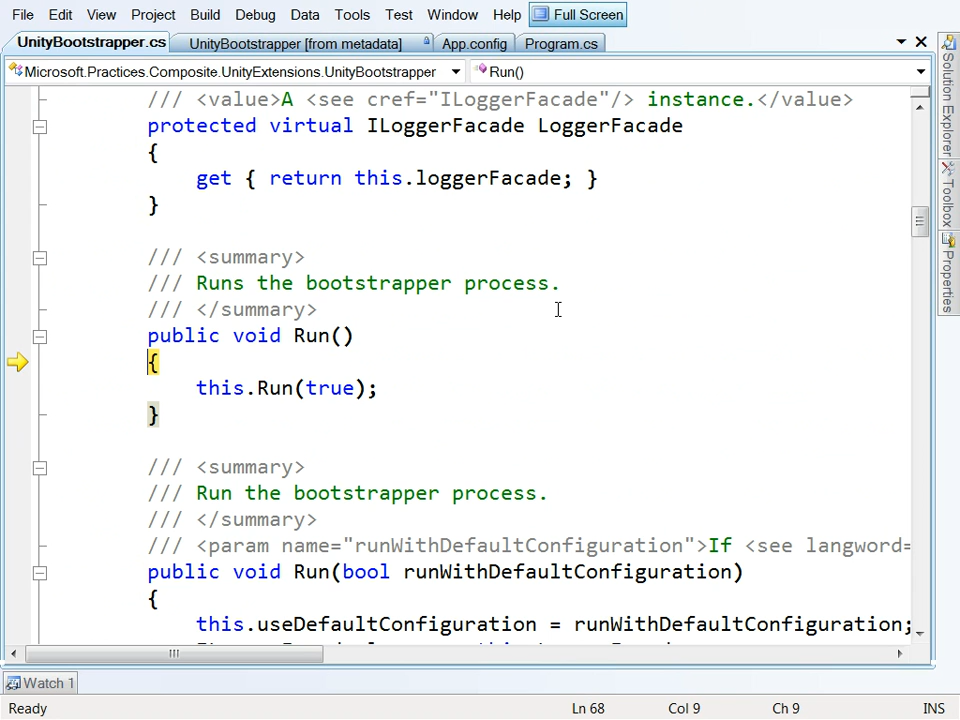 File Edit View Project Build Debug Data Tools Test Window Help Full Screen
UnityBootstrapper.cs UnityBootstrapper [from metadata] App.config Program.cs
Microsoft.Practices.Composite.UnityExtensions.UnityBootstrapper Run()
/// <value>A <see cref="ILoggerFacade"/> instance.</value>
protected virtual ILoggerFacade LoggerFacade
{
get { return this.loggerFacade; }
}
/// <summary>
/// Runs the bootstrapper process.
/// </summary>
public void Run()
{
this.Run(true);
}
/// <summary>
/// Run the bootstrapper process.
/// </summary>
/// <param name="runWithDefaultConfiguration">If <see langword=
public void Run(bool runWithDefaultConfiguration)
{
this.useDefaultConfiguration = runWithDefaultConfiguration;
Solution Explorer
Toolbox
Properties
Watch 1
Ready Ln 68 Col 9 Ch 9 INS